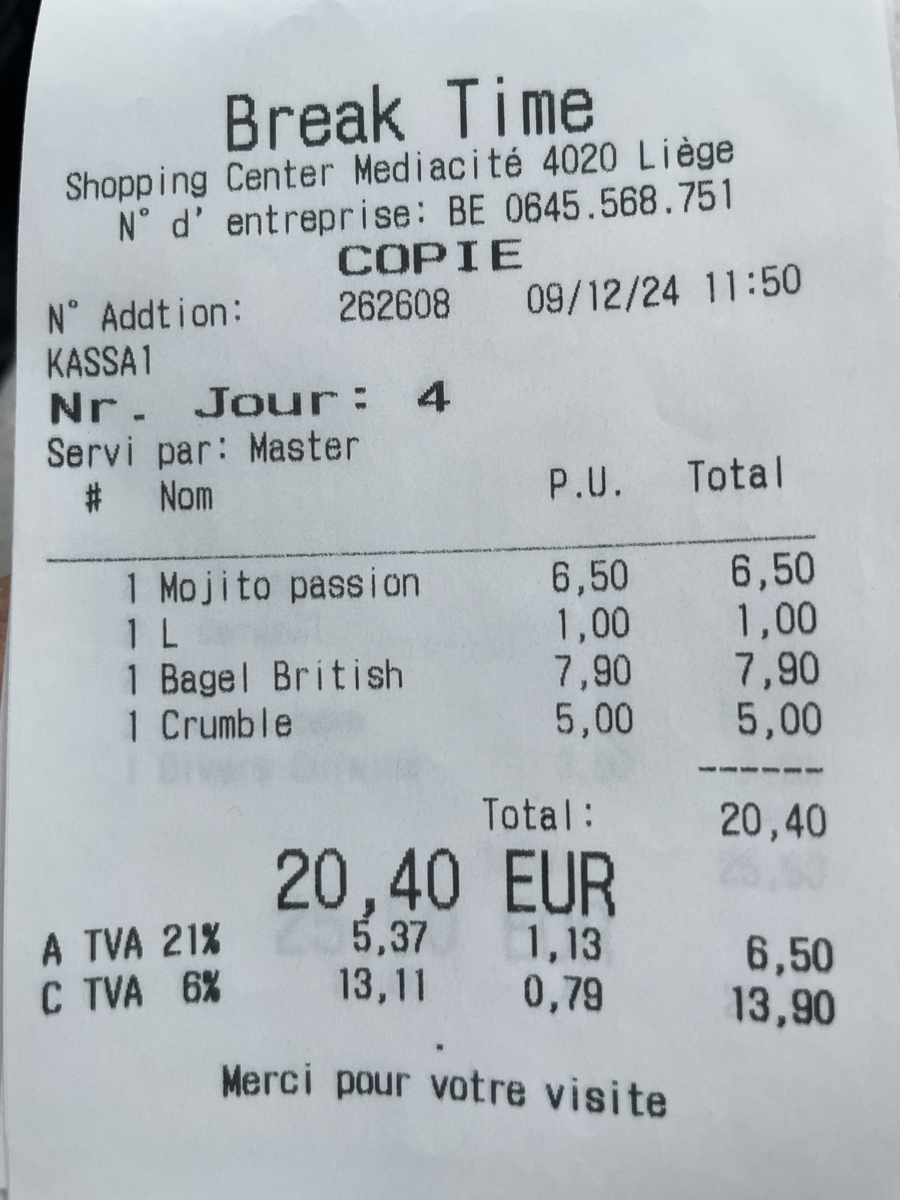 Break Time
Shopping Center Mediacité 4020 Liège
N° d' entreprise: BE 0645.568.751
COPIE
N° Addtion: 262608 09/12/24 11:50
KASSA1
Nr. Jour: 4
Servi par: Master
# Nom P.U. Total
1 Mojito passion 6,50 6,50
1 L 1,00 1,00
1 Bagel British 7,90 7,90
1 Crumble 5,00 5,00
------
Total: 20,40
20,40 EUR
A TVA 21% 5,37 1,13 6,50
C TVA 6% 13,11 0,79 13,90
.
Merci pour votre visite